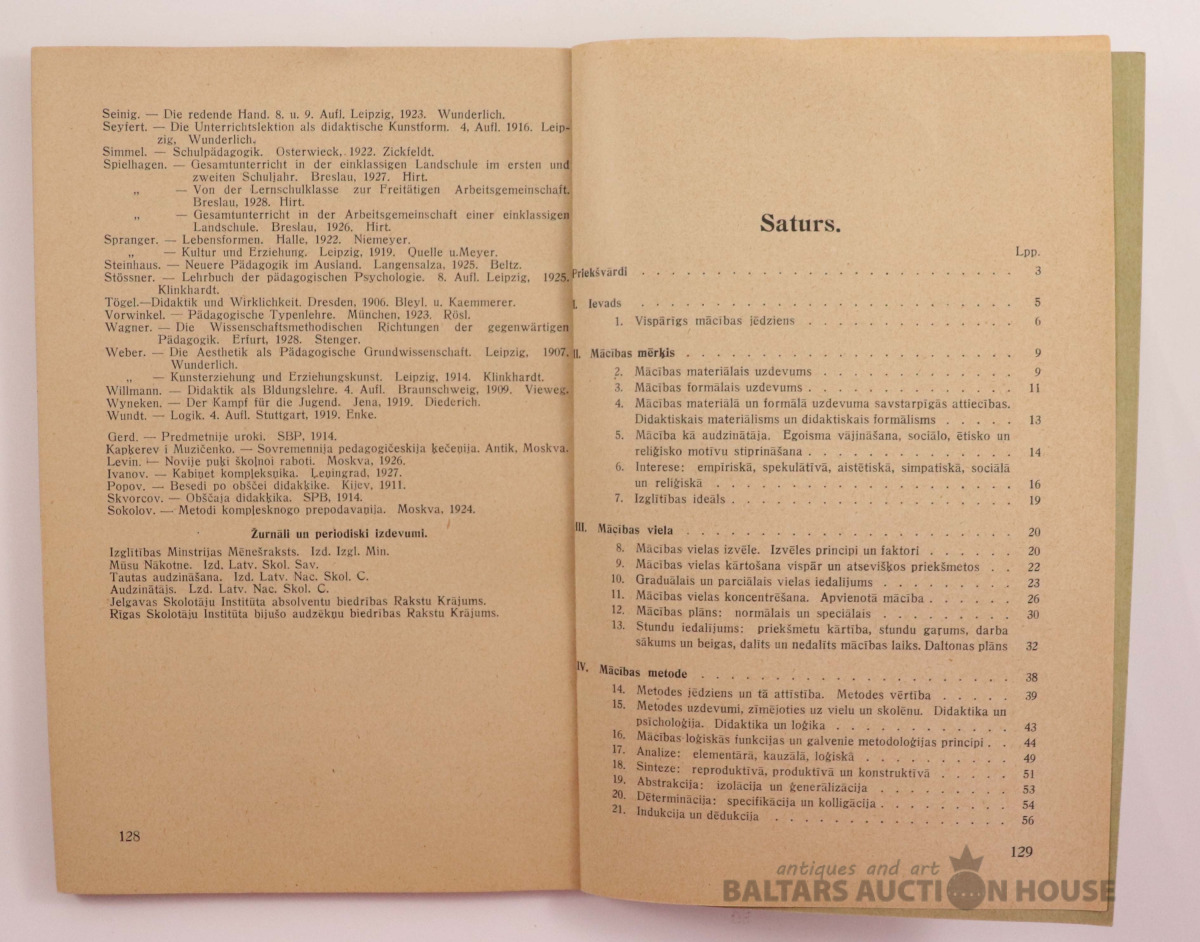 Seinig. — Die redende Hand. 8. u. 9. Aufl. Leipzig, 1923. Wunderlich.
Seyfert. — Die Unterrichtslektion als didaktische Kunstform. 4. Aufl. 1916. Leip-
zig, Wunderlich.
Simmel. — Schulpädagogik. Osterwieck, 1922. Zickfeldt.
Spielhagen. — Gesamtunterricht in der einklassigen Landschule im ersten und
zweiten Schuljahr. Breslau, 1927. Hirt.
„ — Von der Lernschulklasse zur Freitätigen Arbeitsgemeinschaft.
Breslau, 1928. Hirt.
„ — Gesamtunterricht in der Arbeitsgemeinschaft einer einklassigen
Landschule. Breslau, 1926. Hirt.
Spranger. — Lebensformen. Halle, 1922. Niemeyer.
„ — Kultur und Erziehung. Leipzig, 1919. Quelle u.Meyer.
Steinhaus. — Neuere Pädagogik im Ausland. Langensalza, 1925. Beltz.
Stössner. — Lehrbuch der pädagogischen Psychologie. 8. Aufl. Leipzig, 1925.
Klinkhardt.
Tögel.—Didaktik und Wirklichkeit. Dresden, 1906. Bleyl. u. Kaemmerer.
Vorwinkel. — Pädagogische Typenlehre. München, 1923. Rösl.
Wagner. — Die Wissenschaftsmethodischen Richtungen der gegenwärtigen
Pädagogik. Erfurt, 1928. Stenger.
Weber. — Die Aesthetik als Pädagogische Grundwissenschaft. Leipzig, 1907.
Wunderlich.
„ — Kunsterziehung und Erziehungskunst. Leipzig, 1914. Klinkhardt.
Willmann. — Didaktik als Bldungslehre. 4. Aufl. Braunschweig, 1909. Vieweg.
Wyneken. — Der Kampf für die Jugend. Jena, 1919. Diederich.
Wundt. — Logik. 4. Aufl. Stuttgart, 1919. Enke.
Gerd. — Predmetnije uroki. SBP, 1914.
Kapķerev i Muzičenko. — Sovremennija pedagogičeskija ķečeņija. Antik. Moskva.
Levin. — Novije puķi školņoi raboti. Moskva, 1926.
Ivanov. — Kabiņet kompļeksņika. Leņingrad, 1927.
Popov. — Besedi po obščei didakķike. Kijev, 1911.
Skvorcov. — Obščaja didakķika. SPB, 1914.
Sokolov. — Metodi kompļesknogo prepodavaņija. Moskva, 1924.
Žurnāli un periodiski izdevumi.
Izglītības Minstrijas Mēnešraksts. Izd. Izgl. Min.
Mūsu Nākotne. Izd. Latv. Skol. Sav.
Tautas audzināšana. Izd. Latv. Nac. Skol. C.
Audzinātājs. Lzd. Latv. Nac. Skol. C.
Jelgavas Skolotāju Institūta absolventu biedrības Rakstu Krājums.
Rīgas Skolotāju Institūta bijušo audzēkņu biedrības Rakstu Krājums.
128
Saturs.
Lpp.
Priekšvārdi . . . 3
I. Ievads . . . 5
1. Vispārīgs mācības jēdziens . . . 6
II. Mācības mērķis . . . 9
2. Mācības materiālais uzdevums . . . 9
3. Mācības formālais uzdevums . . . 11
4. Mācības materiālā un formālā uzdevuma savstarpīgās attiecības.
Didaktiskais materiālisms un didaktiskais formālisms . . . 13
5. Mācība kā audzinātāja. Egoisma vājināšana, sociālo, ētisko un
reliģisko motīvu stiprināšana . . . 14
6. Interese: empīriskā, spekulātīvā, aistētiskā, simpatiskā, sociālā
un reliģiskā . . . 16
7. Izglītības ideāls . . . 19
III. Mācības viela . . . 20
8. Mācības vielas izvēle. Izvēles principi un faktori . . . 20
9. Mācības vielas kārtošana vispār un atsevišķos priekšmetos . . 22
10. Graduālais un parciālais vielas iedalījums . . . 23
11. Mācības vielas koncentrēšana. Apvienotā mācība . . . 26
12. Mācības plāns: normālais un speciālais . . . 30
13. Stundu iedalījums: priekšmetu kārtība, stundu gaŗums, darba
sākums un beigas, dalīts un nedalīts mācības laiks. Daltonas plāns 32
IV. Mācības metode . . . 38
14. Metodes jēdziens un tā attīstība. Metodes vērtība . . . 39
15. Metodes uzdevumi, zīmējoties uz vielu un skolēnu. Didaktika un
psīcholoģija. Didaktika un loģika . . . 43
16. Mācības loģiskās funkcijas un galvenie metodoloģijas principi . . 44
17. Analīze: elementārā, kauzālā, loģiskā . . . 49
18. Sinteze: reproduktīvā, produktīvā un konstruktīvā . . . 51
19. Abstrakcija: izolācija un ģenerālizācija . . . 53
20. Dēterminācija: specifikācija un kolligācija . . . 54
21. Indukcija un dēdukcija . . . 56
129
antiques and art
BALTARS AUCTION HOUSE